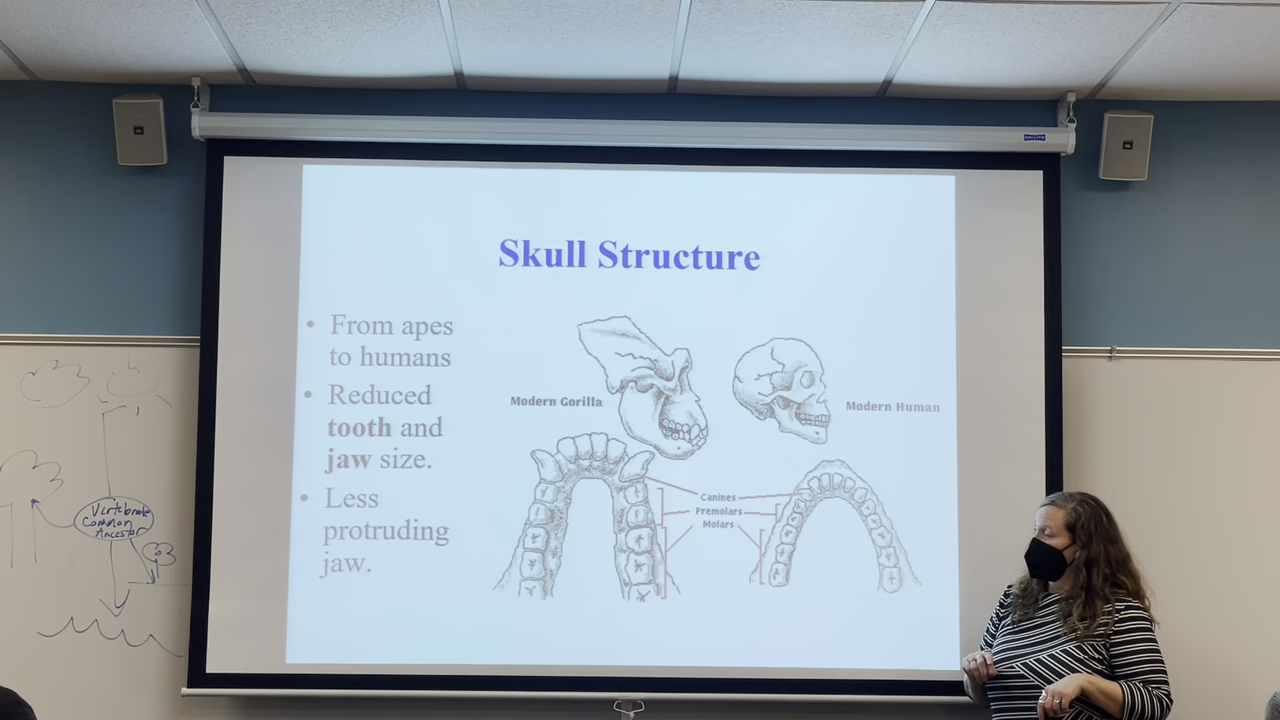 Skull Structure
• From apes
to humans
• Reduced
tooth and
jaw size.
• Less
protruding
jaw.
Modern Gorilla
Modern Human
Canines
Premolars
Molars
Vertebrate
Common
Ancestor